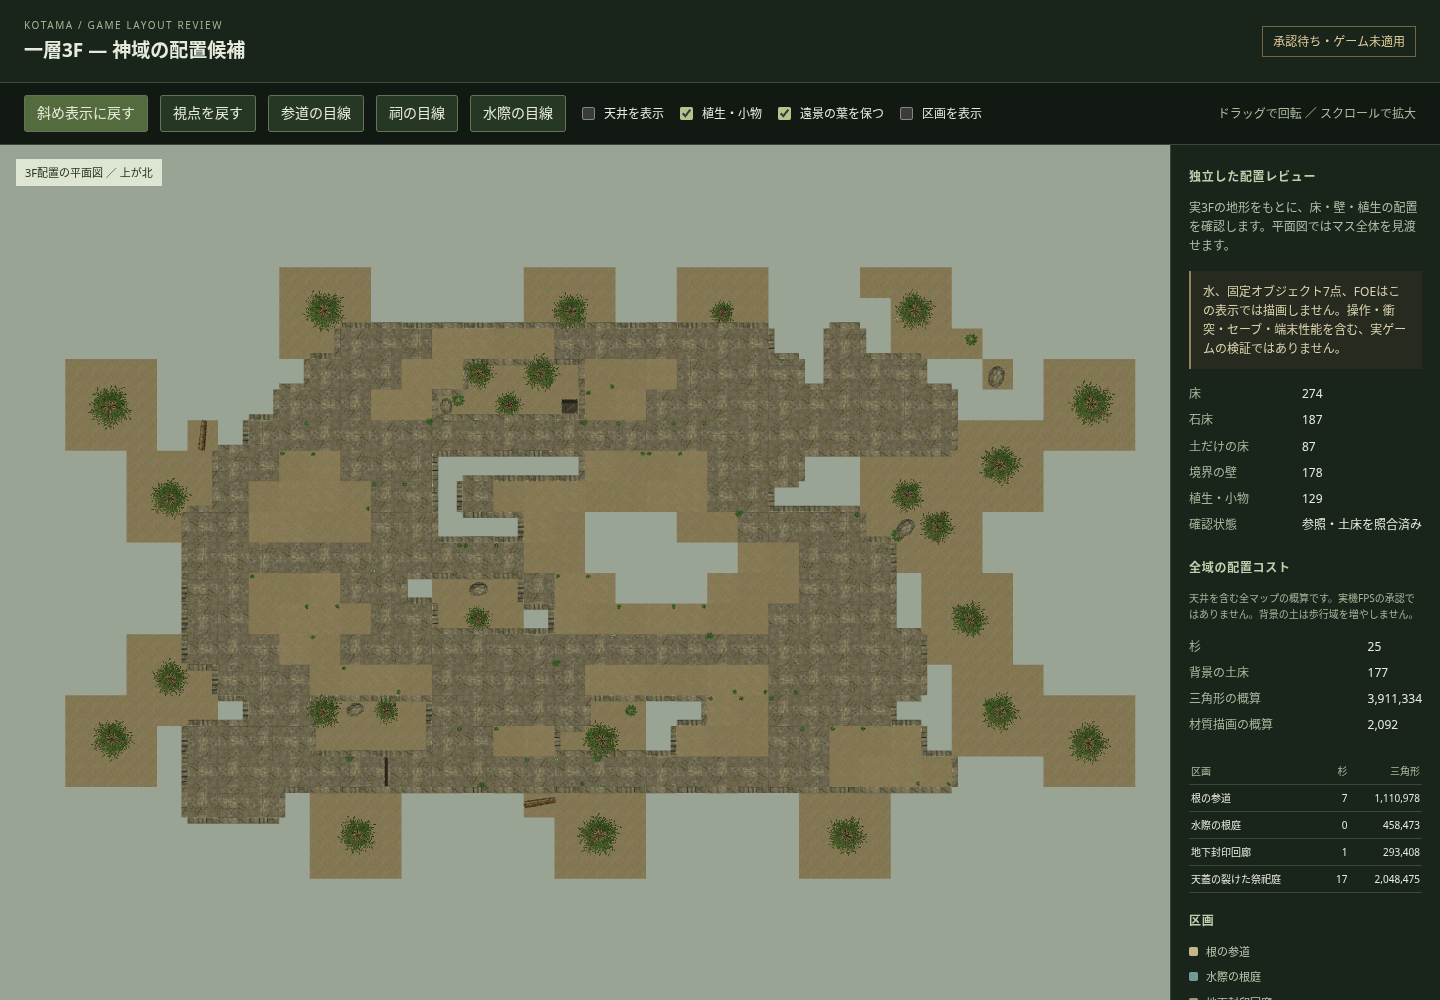 KOTAMA / GAME LAYOUT REVIEW
一層3F — 神域の配置候補
承認待ち・ゲーム未適用
斜め表示に戻す
視点を戻す
参道の目線
祠の目線
水際の目線
天井を表示
植生・小物
遠景の葉を保つ
区画を表示
ドラッグで回転 ／ スクロールで拡大
3F配置の平面図 ／ 上が北
独立した配置レビュー
実3Fの地形をもとに、床・壁・植生の配置
を確認します。平面図ではマス全体を見渡
せます。
水、固定オブジェクト7点、FOEはこ
の表示では描画しません。操作・衝
突・セーブ・端末性能を含む、実ゲー
ムの検証ではありません。
床 274
石床 187
土だけの床 87
境界の壁 178
植生・小物 129
確認状態 参照・土床を照合済み
全域の配置コスト
天井を含む全マップの概算です。実機FPSの承認で
はありません。背景の土は歩行域を増やしません。
杉 25
背景の土床 177
三角形の概算 3,911,334
材質描画の概算 2,092
区画 杉 三角形
根の参道 7 1,110,978
水際の根庭 0 458,473
地下封印回廊 1 293,408
天蓋の裂けた祭祀庭 17 2,048,475
区画
根の参道
水際の根庭